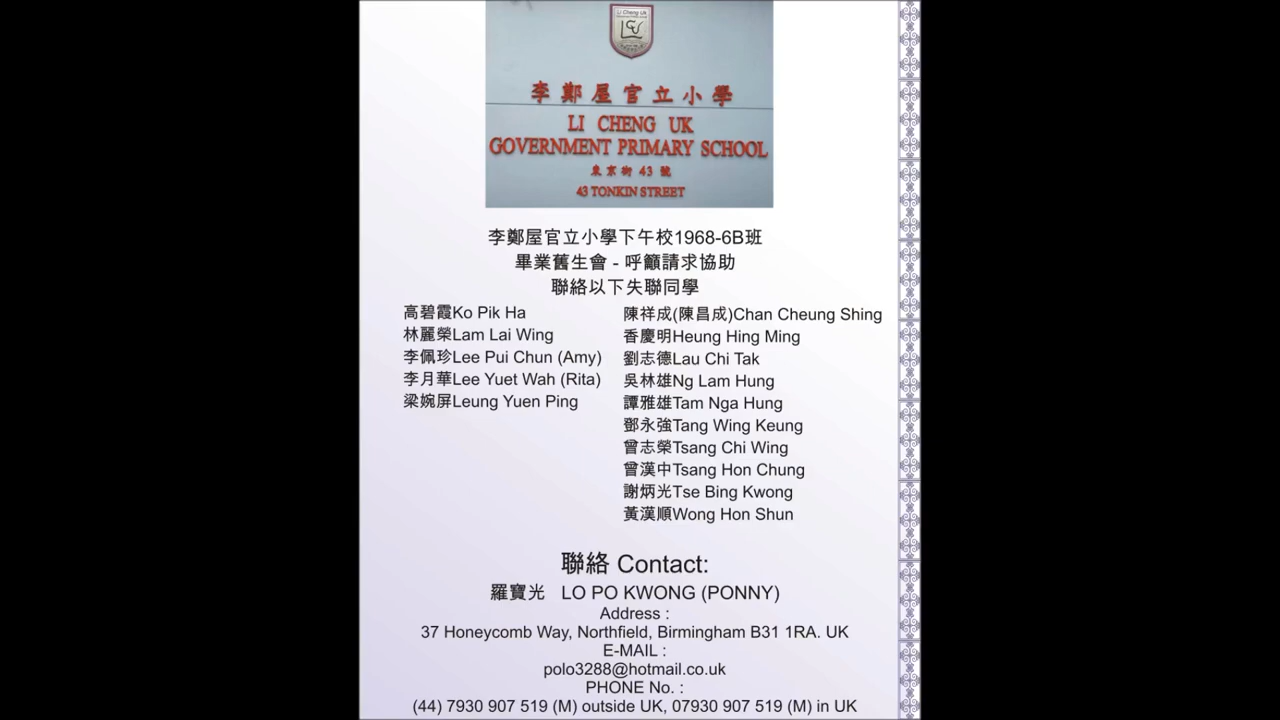 Li Cheng Uk
李鄭屋官立小學
LI CHENG UK
GOVERNMENT PRIMARY SCHOOL
東京街 43 號
43 TONKIN STREET
李鄭屋官立小學下午校1968-6B班
畢業舊生會 - 呼籲請求協助
聯絡以下失聯同學
高碧霞Ko Pik Ha
林麗榮Lam Lai Wing
李佩珍Lee Pui Chun (Amy)
李月華Lee Yuet Wah (Rita)
梁婉屏Leung Yuen Ping
陳祥成(陳昌成)Chan Cheung Shing
香慶明Heung Hing Ming
劉志德Lau Chi Tak
吳林雄Ng Lam Hung
譚雅雄Tam Nga Hung
鄧永強Tang Wing Keung
曾志榮Tsang Chi Wing
曾漢中Tsang Hon Chung
謝炳光Tse Bing Kwong
黃漢順Wong Hon Shun
聯絡 Contact:
羅寶光 LO PO KWONG (PONNY)
Address :
37 Honeycomb Way, Northfield, Birmingham B31 1RA. UK
E-MAIL :
polo3288@hotmail.co.uk
PHONE No. :
(44) 7930 907 519 (M) outside UK, 07930 907 519 (M) in UK